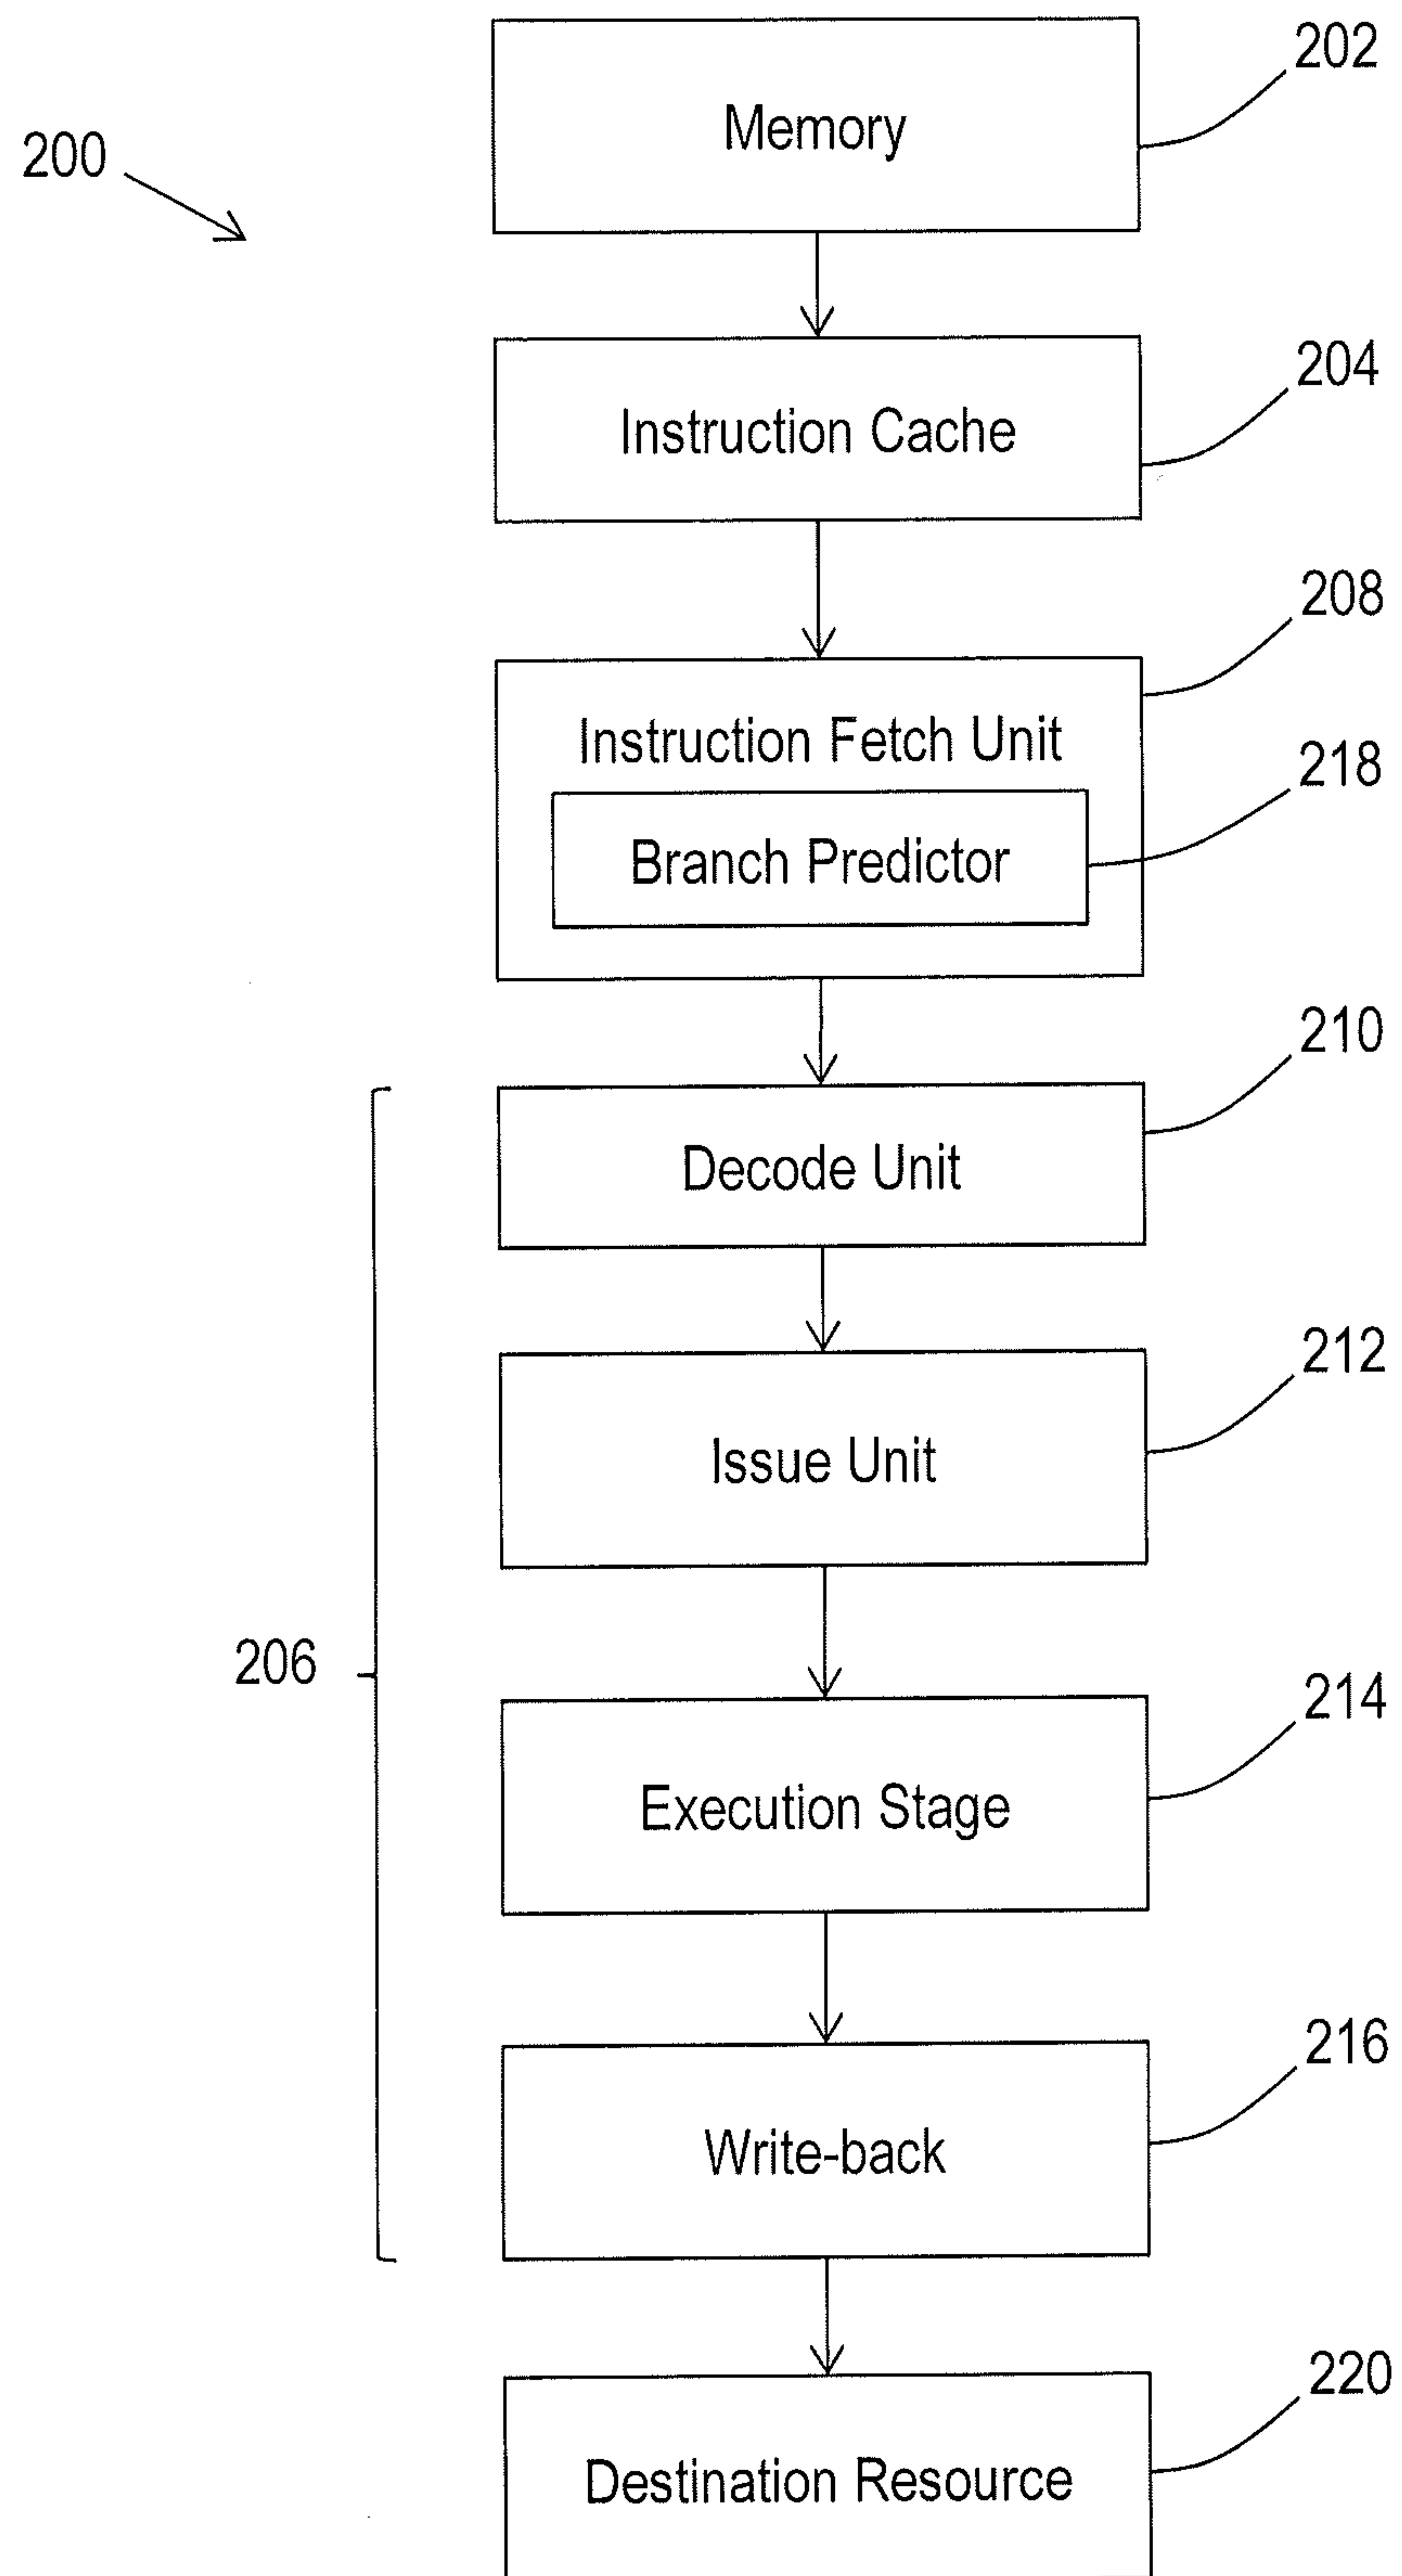 202
Memory
200
204
Instruction Cache
208
Instruction Fetch Unit
218
Branch Predictor
210
Decode Unit
212
Issue Unit
206
214
Execution Stage
216
Write-back
220
Destination Resource